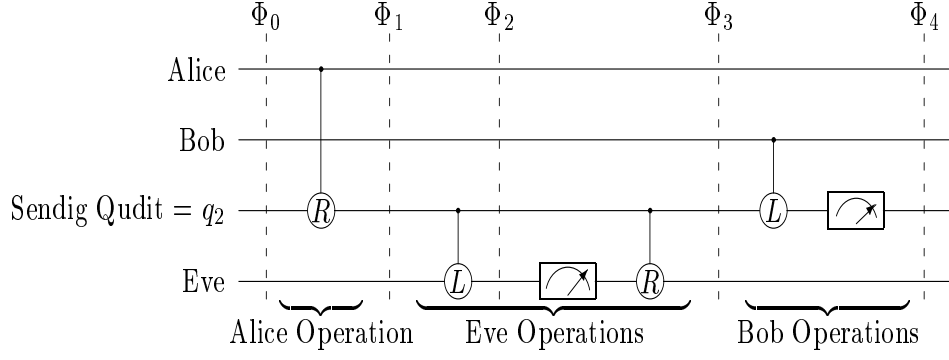 Φ₀ Φ₁ Φ₂ Φ₃ Φ₄
Alice
Bob
Sendig Qudit = q₂ R L
Eve L R
Alice Operation Eve Operations Bob Operations